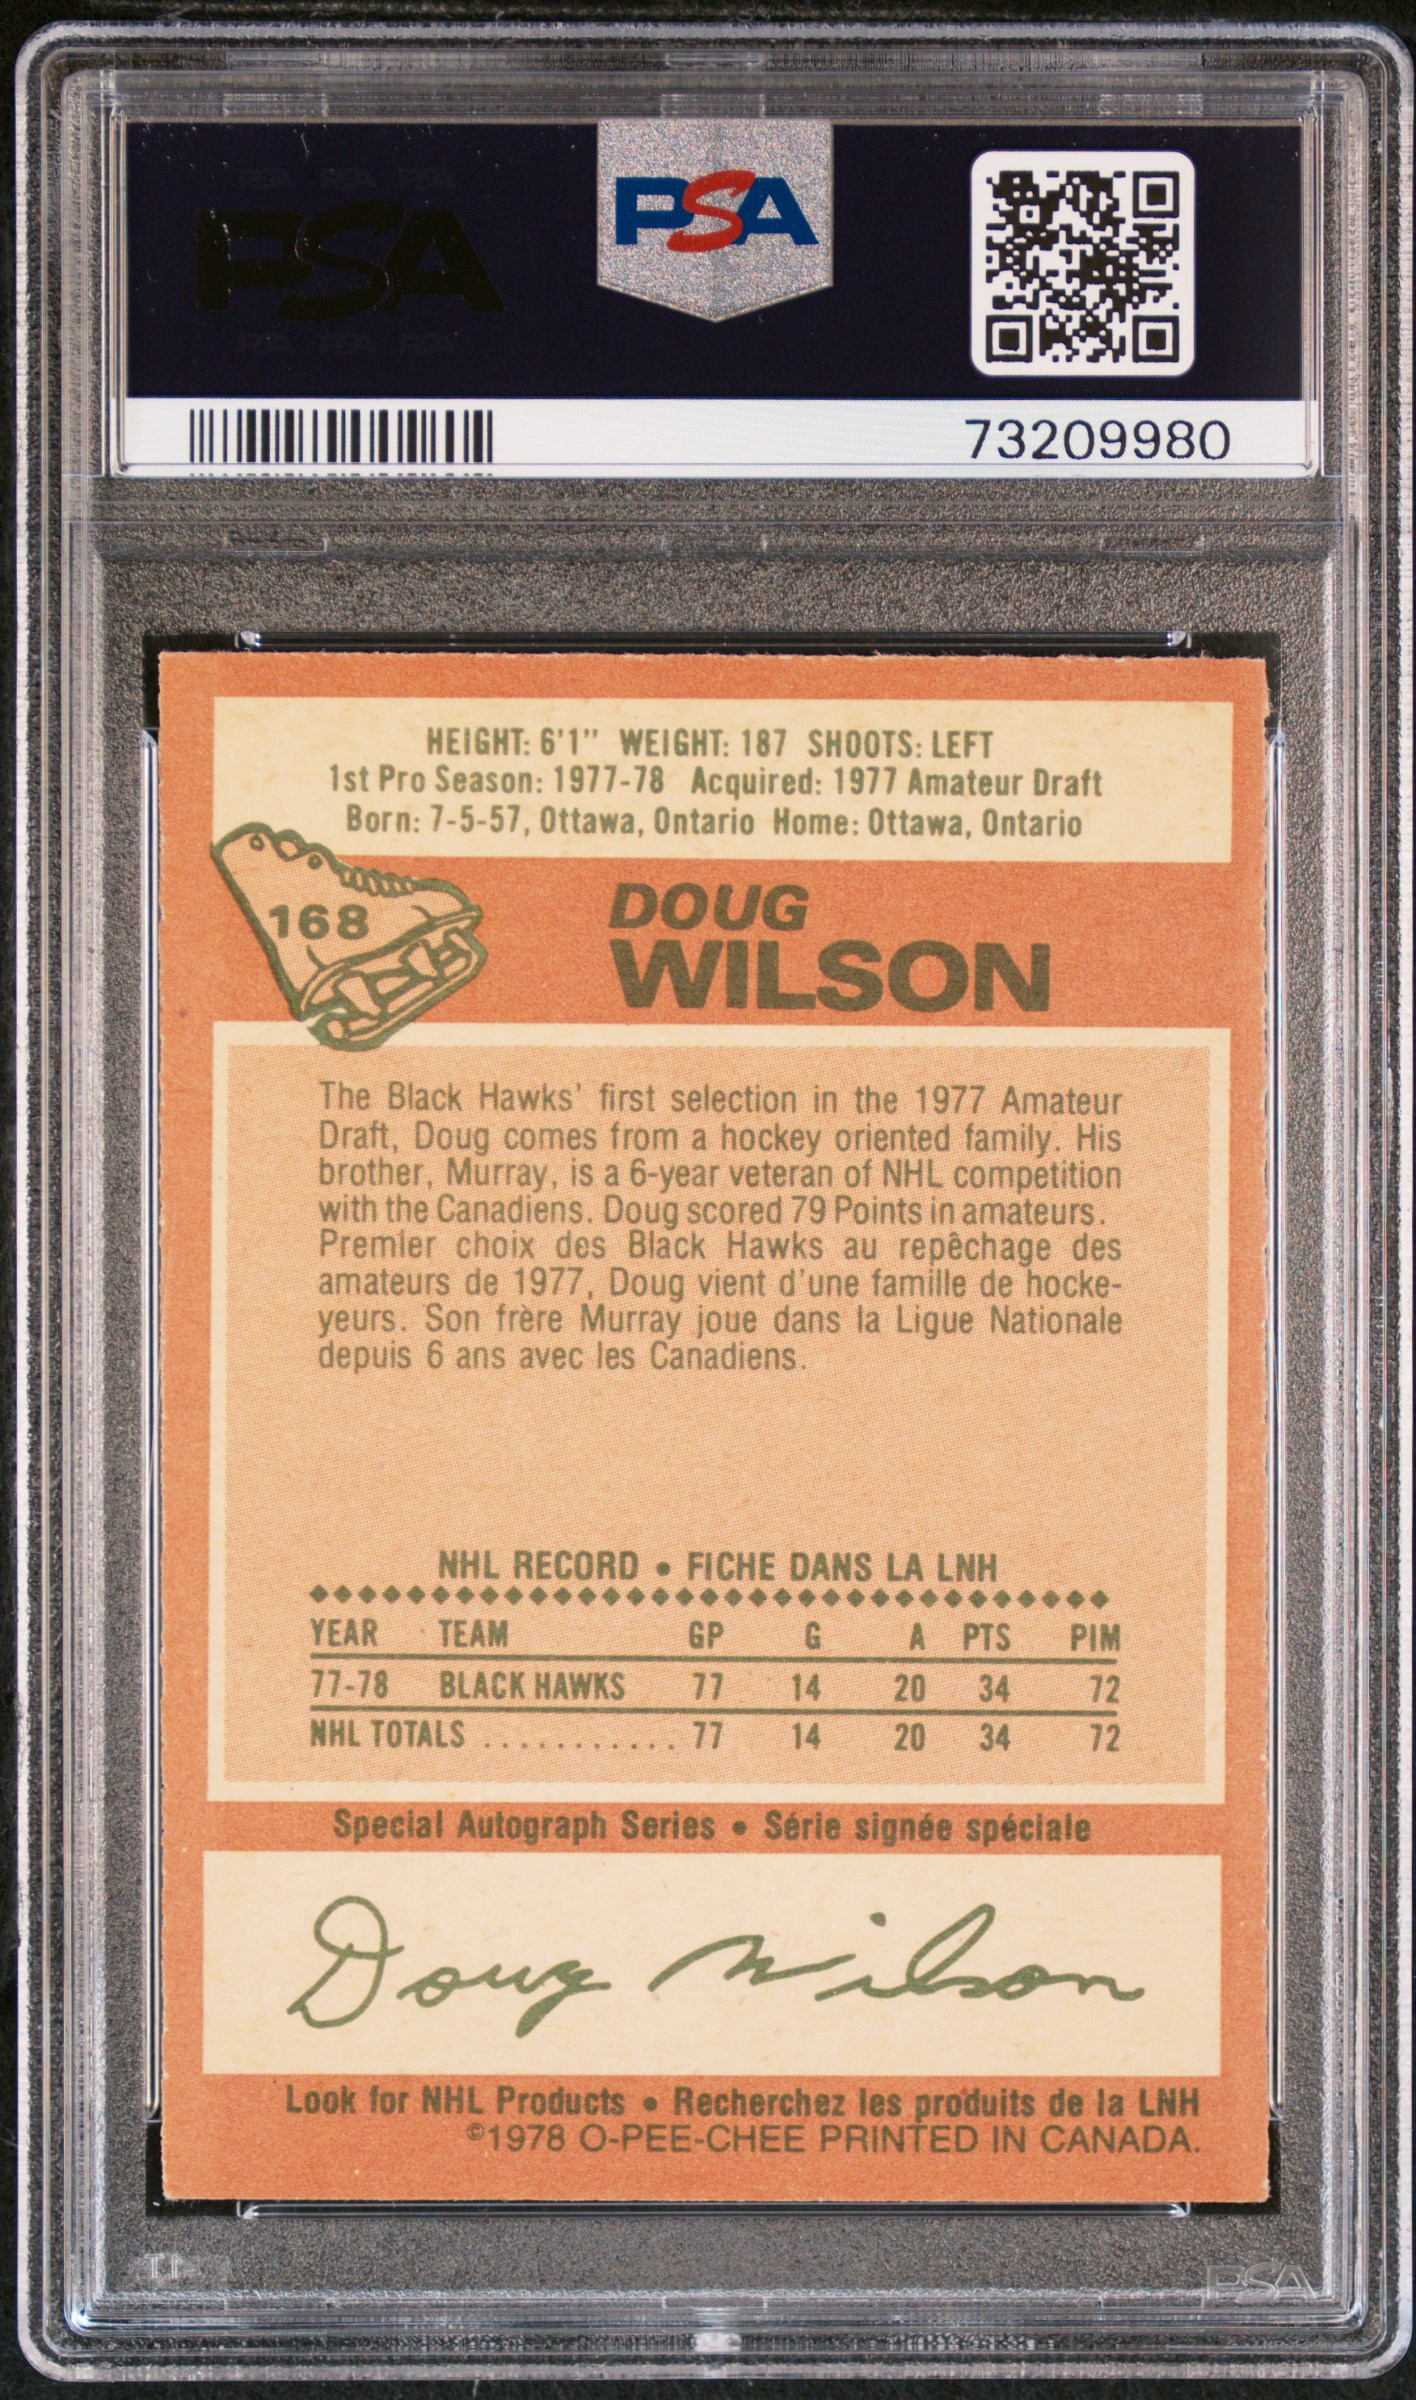 PSA PSA PSA
PSA
PSA PSA PSA
PSA
73209980
HEIGHT: 6'1" WEIGHT: 187 SHOOTS: LEFT
1st Pro Season: 1977-78 Acquired: 1977 Amateur Draft
Born: 7-5-57, Ottawa, Ontario Home: Ottawa, Ontario
168
DOUG
WILSON
The Black Hawks' first selection in the 1977 Amateur
Draft, Doug comes from a hockey oriented family. His
brother, Murray, is a 6-year veteran of NHL competition
with the Canadiens. Doug scored 79 Points in amateurs.
Premier choix des Black Hawks au repêchage des
amateurs de 1977, Doug vient d'une famille de hocke-
yeurs. Son frère Murray joue dans la Ligue Nationale
depuis 6 ans avec les Canadiens.
NHL RECORD • FICHE DANS LA LNH
YEAR TEAM GP G A PTS PIM
77-78 BLACK HAWKS 77 14 20 34 72
NHL TOTALS ............ 77 14 20 34 72
Special Autograph Series • Série signée spéciale
Doug Wilson
Look for NHL Products • Recherchez les produits de la LNH
©1978 O-PEE-CHEE PRINTED IN CANADA.
PSA